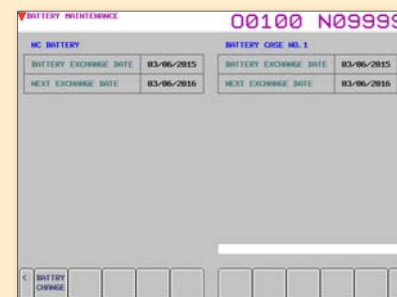 BATTERY MAINTENANCE O0100 N09999
NC BATTERY BATTERY CASE NO.1
BATTERY EXCHANGE DATE 03/06/2015 BATTERY EXCHANGE DATE 03/06/2015
NEXT EXCHANGE DATE 03/06/2016 NEXT EXCHANGE DATE 03/06/2016
< BATTRY
CHANGE